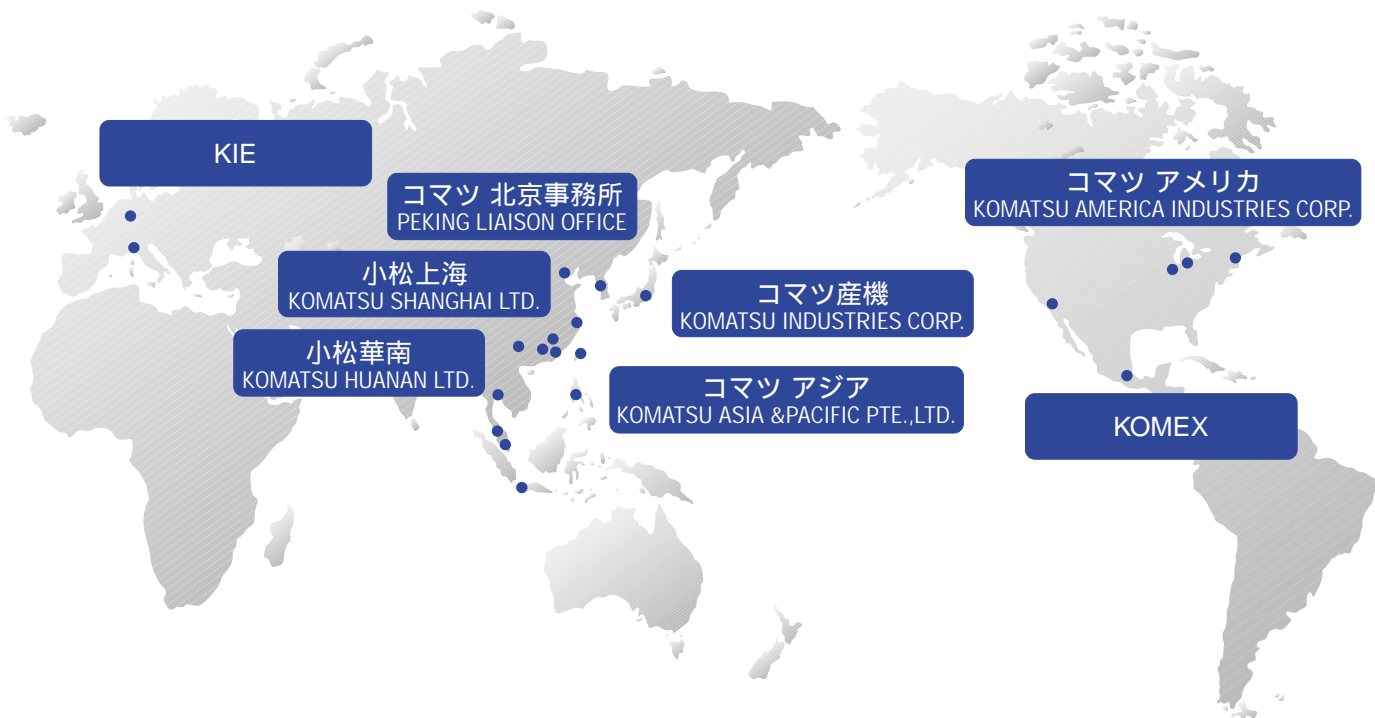 KIE
コマツ 北京事務所
PEKING LIAISON OFFICE
コマツ アメリカ
KOMATSU AMERICA INDUSTRIES CORP.
小松上海
KOMATSU SHANGHAI LTD.
コマツ産機
KOMATSU INDUSTRIES CORP.
小松華南
KOMATSU HUANAN LTD.
コマツ アジア
KOMATSU ASIA &PACIFIC PTE.,LTD.
KOMEX